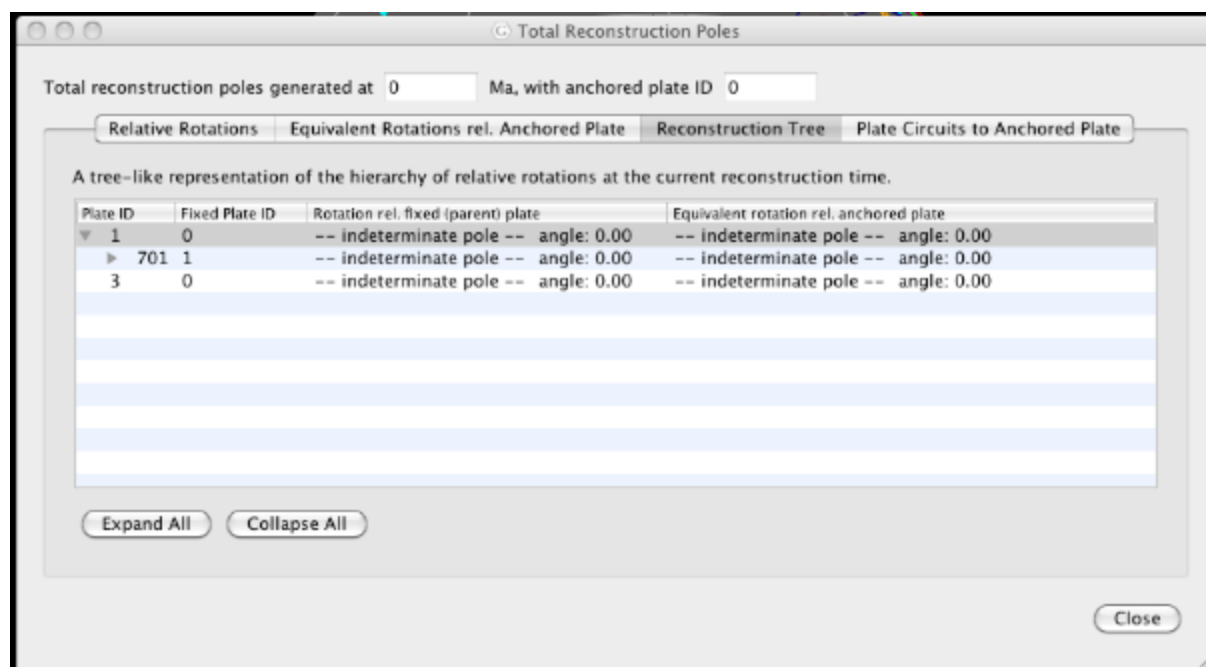 Total Reconstruction Poles
Total reconstruction poles generated at 0 Ma, with anchored plate ID 0
Relative Rotations Equivalent Rotations rel. Anchored Plate Reconstruction Tree Plate Circuits to Anchored Plate
A tree-like representation of the hierarchy of relative rotations at the current reconstruction time.
Plate ID Fixed Plate ID Rotation rel. fixed (parent) plate Equivalent rotation rel. anchored plate
1 0 -- indeterminate pole -- angle: 0.00 -- indeterminate pole -- angle: 0.00
701 1 -- indeterminate pole -- angle: 0.00 -- indeterminate pole -- angle: 0.00
3 0 -- indeterminate pole -- angle: 0.00 -- indeterminate pole -- angle: 0.00
Expand All Collapse All
Close